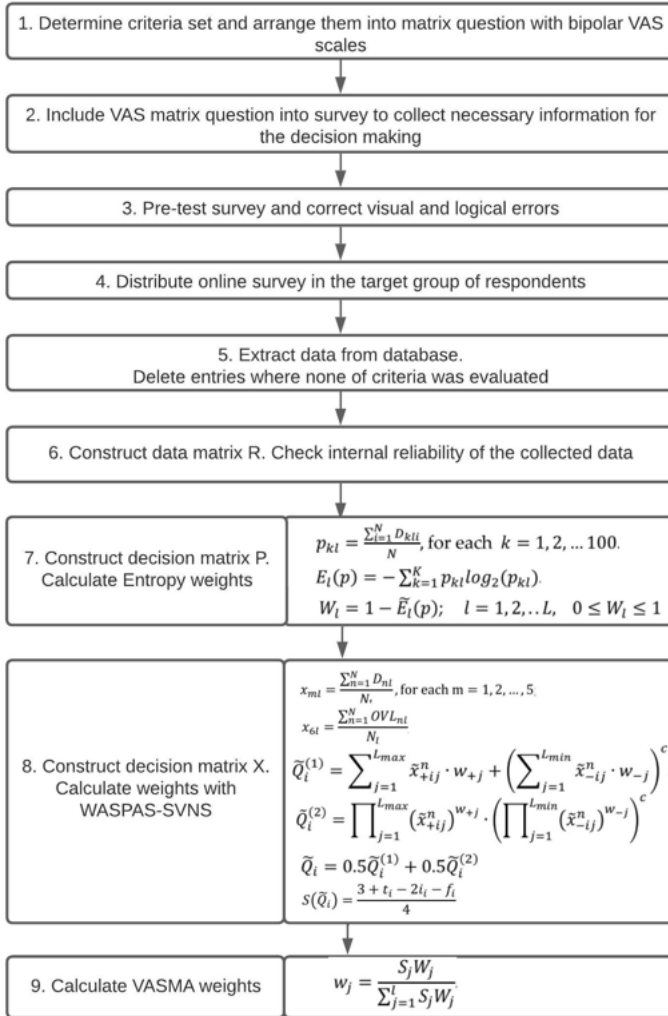 1. Determine criteria set and arrange them into matrix question with bipolar VAS
scales
2. Include VAS matrix question into survey to collect necessary information for
the decision making
3. Pre-test survey and correct visual and logical errors
4. Distribute online survey in the target group of respondents
5. Extract data from database.
Delete entries where none of criteria was evaluated
6. Construct data matrix R. Check internal reliability of the collected data
7. Construct decision matrix P.
Calculate Entropy weights
p_{kl} = \frac{\sum_{i=1}^{N} D_{kli}}{N}, for each k = 1,2, … 100.
E_l(p) = −\sum_{k=1}^{K} p_{kl} log_2(p_{kl}).
W_l = 1 − \tilde{E}_l(p); l = 1,2, . . L, 0 ≤ W_l ≤ 1
8. Construct decision matrix X.
Calculate weights with
WASPAS-SVNS
x_{ml} = \frac{\sum_{n=1}^{N} D_{nl}}{N,}, for each m = 1, 2, … , 5.
x_{6l} = \frac{\sum_{n=1}^{N} OVL_{nl}}{N_l}
\tilde{Q}_i^{(1)} = \sum_{j=1}^{L_{max}} \tilde{x}_{+ij}^{n} · w_{+j} + \left(\sum_{j=1}^{L_{min}} \tilde{x}_{-ij}^{n} · w_{-j}\right)^c
\tilde{Q}_i^{(2)} = \prod_{j=1}^{L_{max}} (\tilde{x}_{+ij}^{n})^{w_{+j}} · \left(\prod_{j=1}^{L_{min}} (\tilde{x}_{-ij}^{n})^{w_{-j}}\right)^c
\tilde{Q}_i = 0.5\tilde{Q}_i^{(1)} + 0.5\tilde{Q}_i^{(2)}
S(\tilde{Q}_i) = \frac{3 + t_i − 2i_i − f_i}{4}
9. Calculate VASMA weights
w_j = \frac{S_j W_j}{\sum_{j=1}^{l} S_j W_j}.